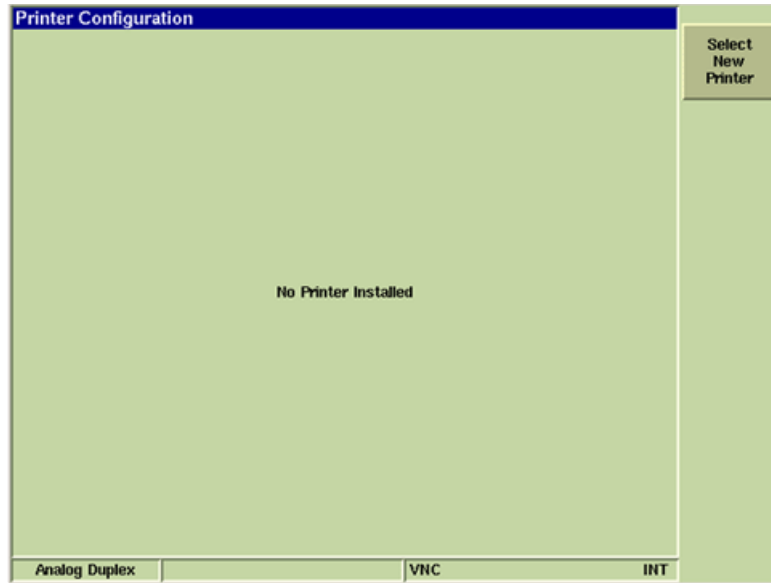 Printer Configuration
Select
New
Printer
No Printer Installed
Analog Duplex
VNC
INT